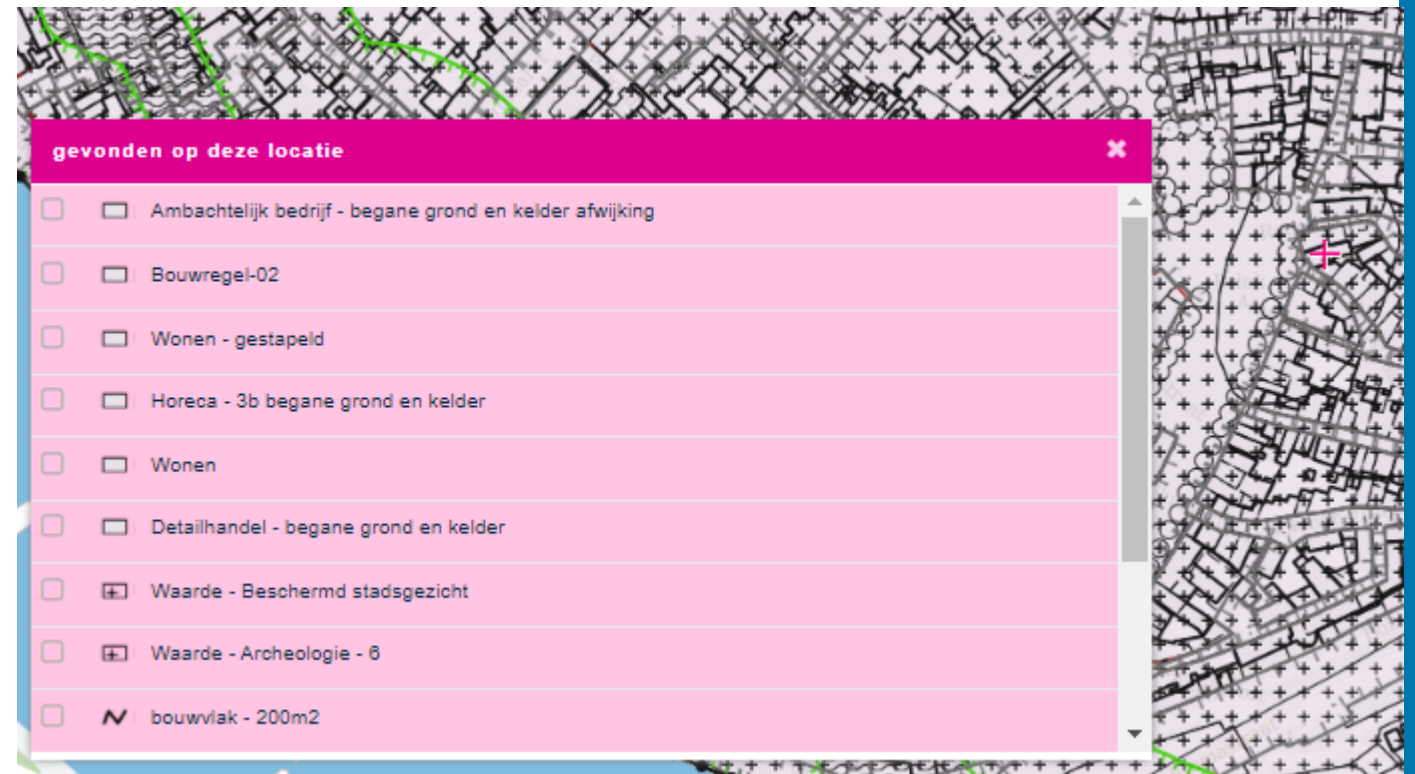 gevonden op deze locatie
Ambachtelijk bedrijf - begane grond en kelder afwijking
Bouwregel-02
Wonen - gestapeld
Horeca - 3b begane grond en kelder
Wonen
Detailhandel - begane grond en kelder
Waarde - Beschermd stadsgezicht
Waarde - Archeologie - 6
bouwvlak - 200m2